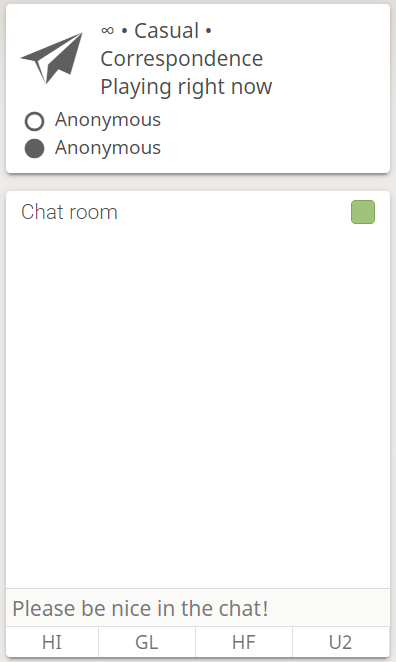 ∞ • Casual •
Correspondence
Playing right now
Anonymous
Anonymous
Chat room
Please be nice in the chat!
HI GL HF U2